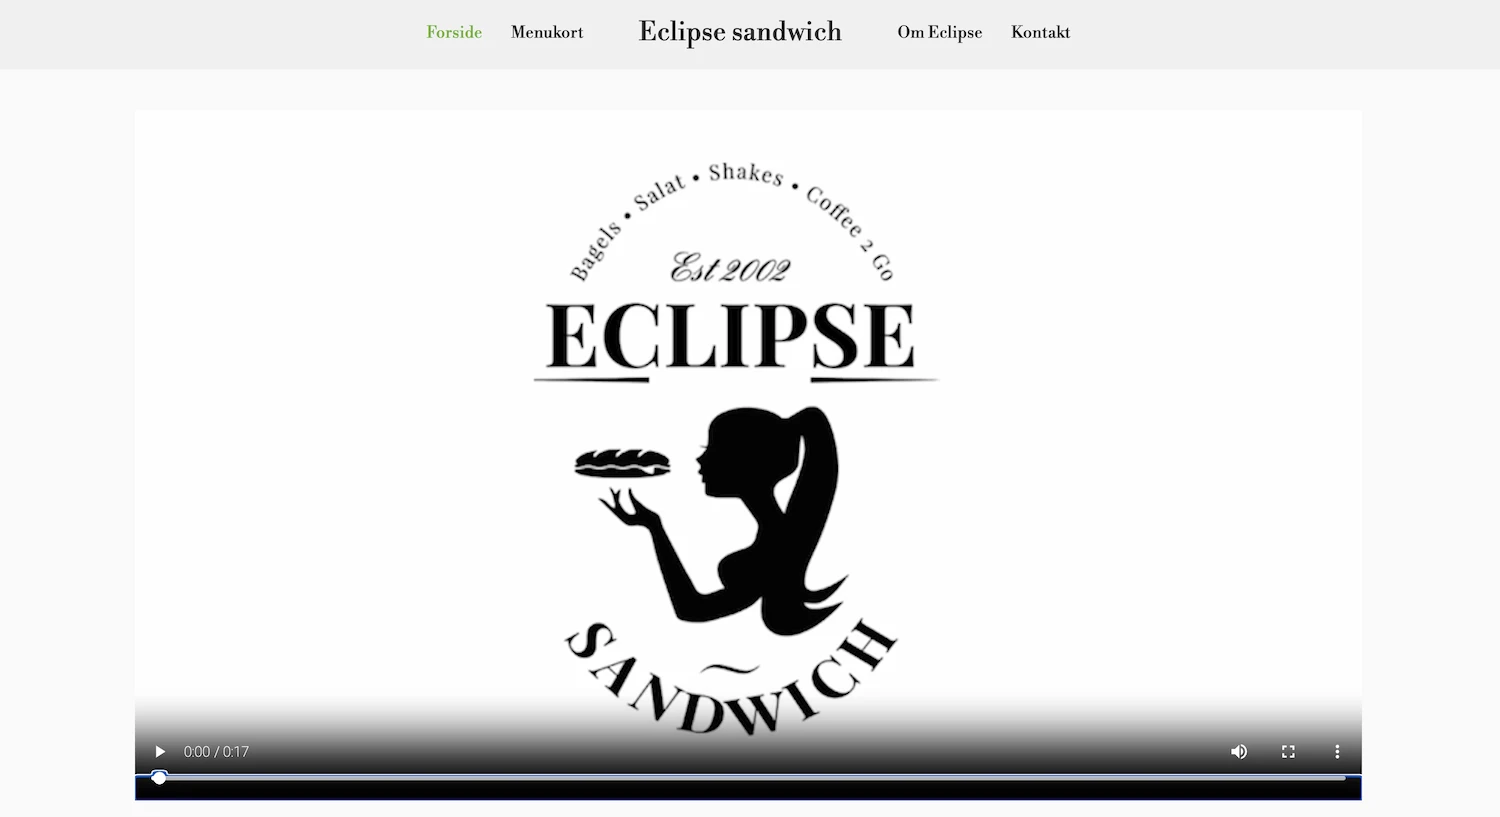 Forside Menukort Eclipse sandwich Om Eclipse Kontakt
Bagels • Salat • Shakes • Coffee 2 Go
Est 2002
ECLIPSE
SANDWICH
0:00 / 0:17